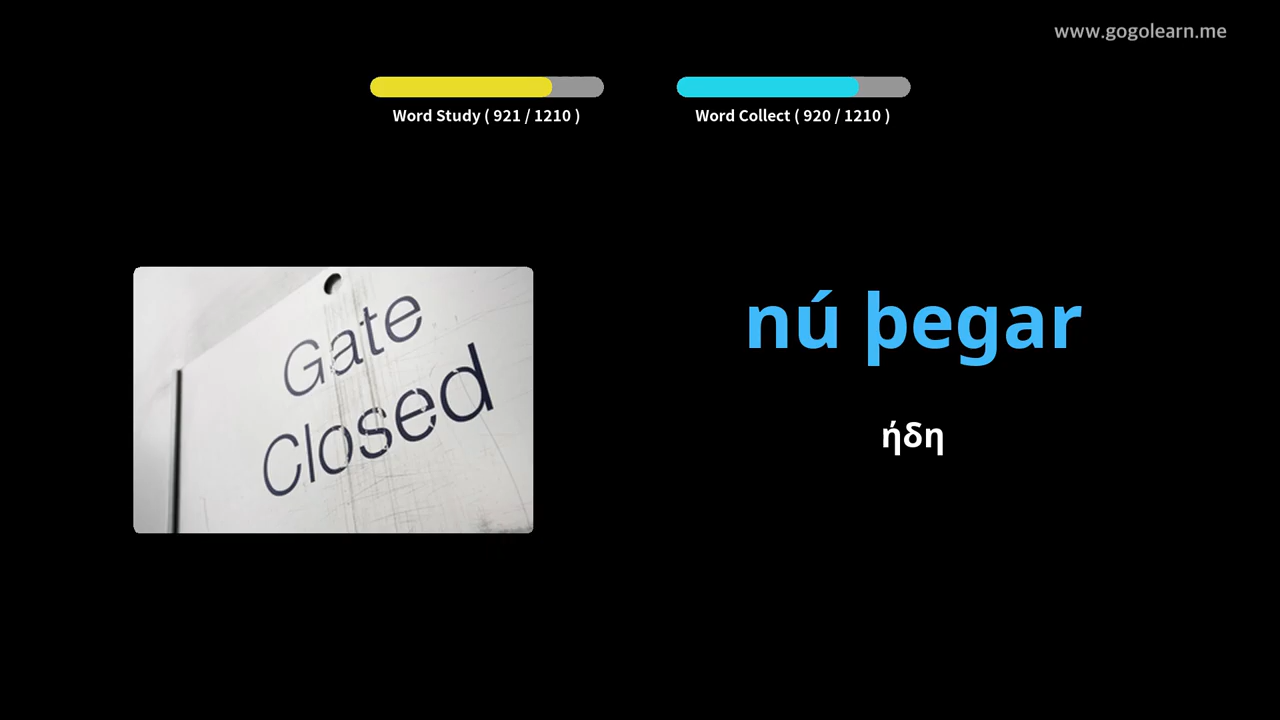 www.gogolearn.me
Word Study ( 921 / 1210 )
Word Collect ( 920 / 1210 )
Gate
Closed
nú þegar
ήδη